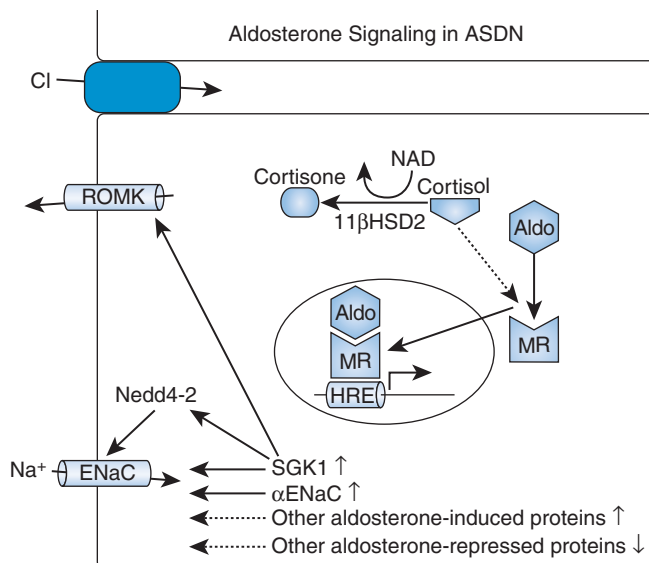 Aldosterone Signaling in ASDN
Cl
NAD
Cortisone
Cortisol
ROMK
11βHSD2
Aldo
Aldo
MR
MR
HRE
Nedd4-2
Na⁺
ENaC
SGK1 ↑
αENaC ↑
Other aldosterone-induced proteins ↑
Other aldosterone-repressed proteins ↓